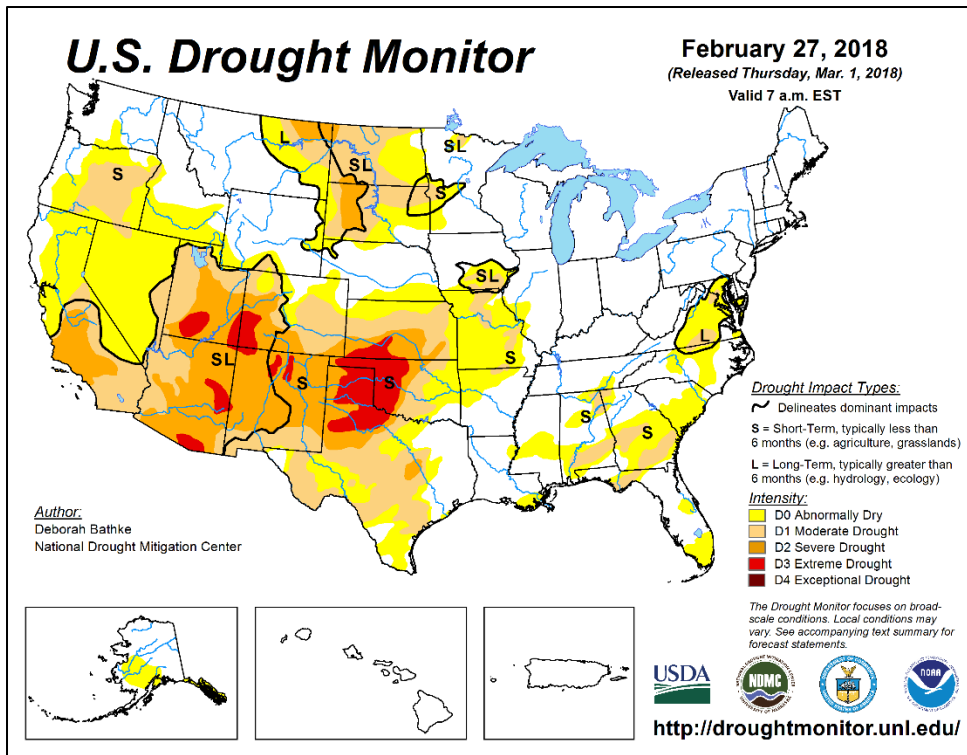 U.S. Drought Monitor
February 27, 2018
(Released Thursday, Mar. 1, 2018)
Valid 7 a.m. EST
L
SL
SL
S
S
SL
L
SL
S
S
S
S
S
Drought Impact Types:
Delineates dominant impacts
S = Short-Term, typically less than
6 months (e.g. agriculture, grasslands)
L = Long-Term, typically greater than
6 months (e.g. hydrology, ecology)
Intensity:
D0 Abnormally Dry
D1 Moderate Drought
D2 Severe Drought
D3 Extreme Drought
D4 Exceptional Drought
Author:
Deborah Bathke
National Drought Mitigation Center
The Drought Monitor focuses on broad-
scale conditions. Local conditions may
vary. See accompanying text summary for
forecast statements.
USDA
NDMC
NOAA
http://droughtmonitor.unl.edu/